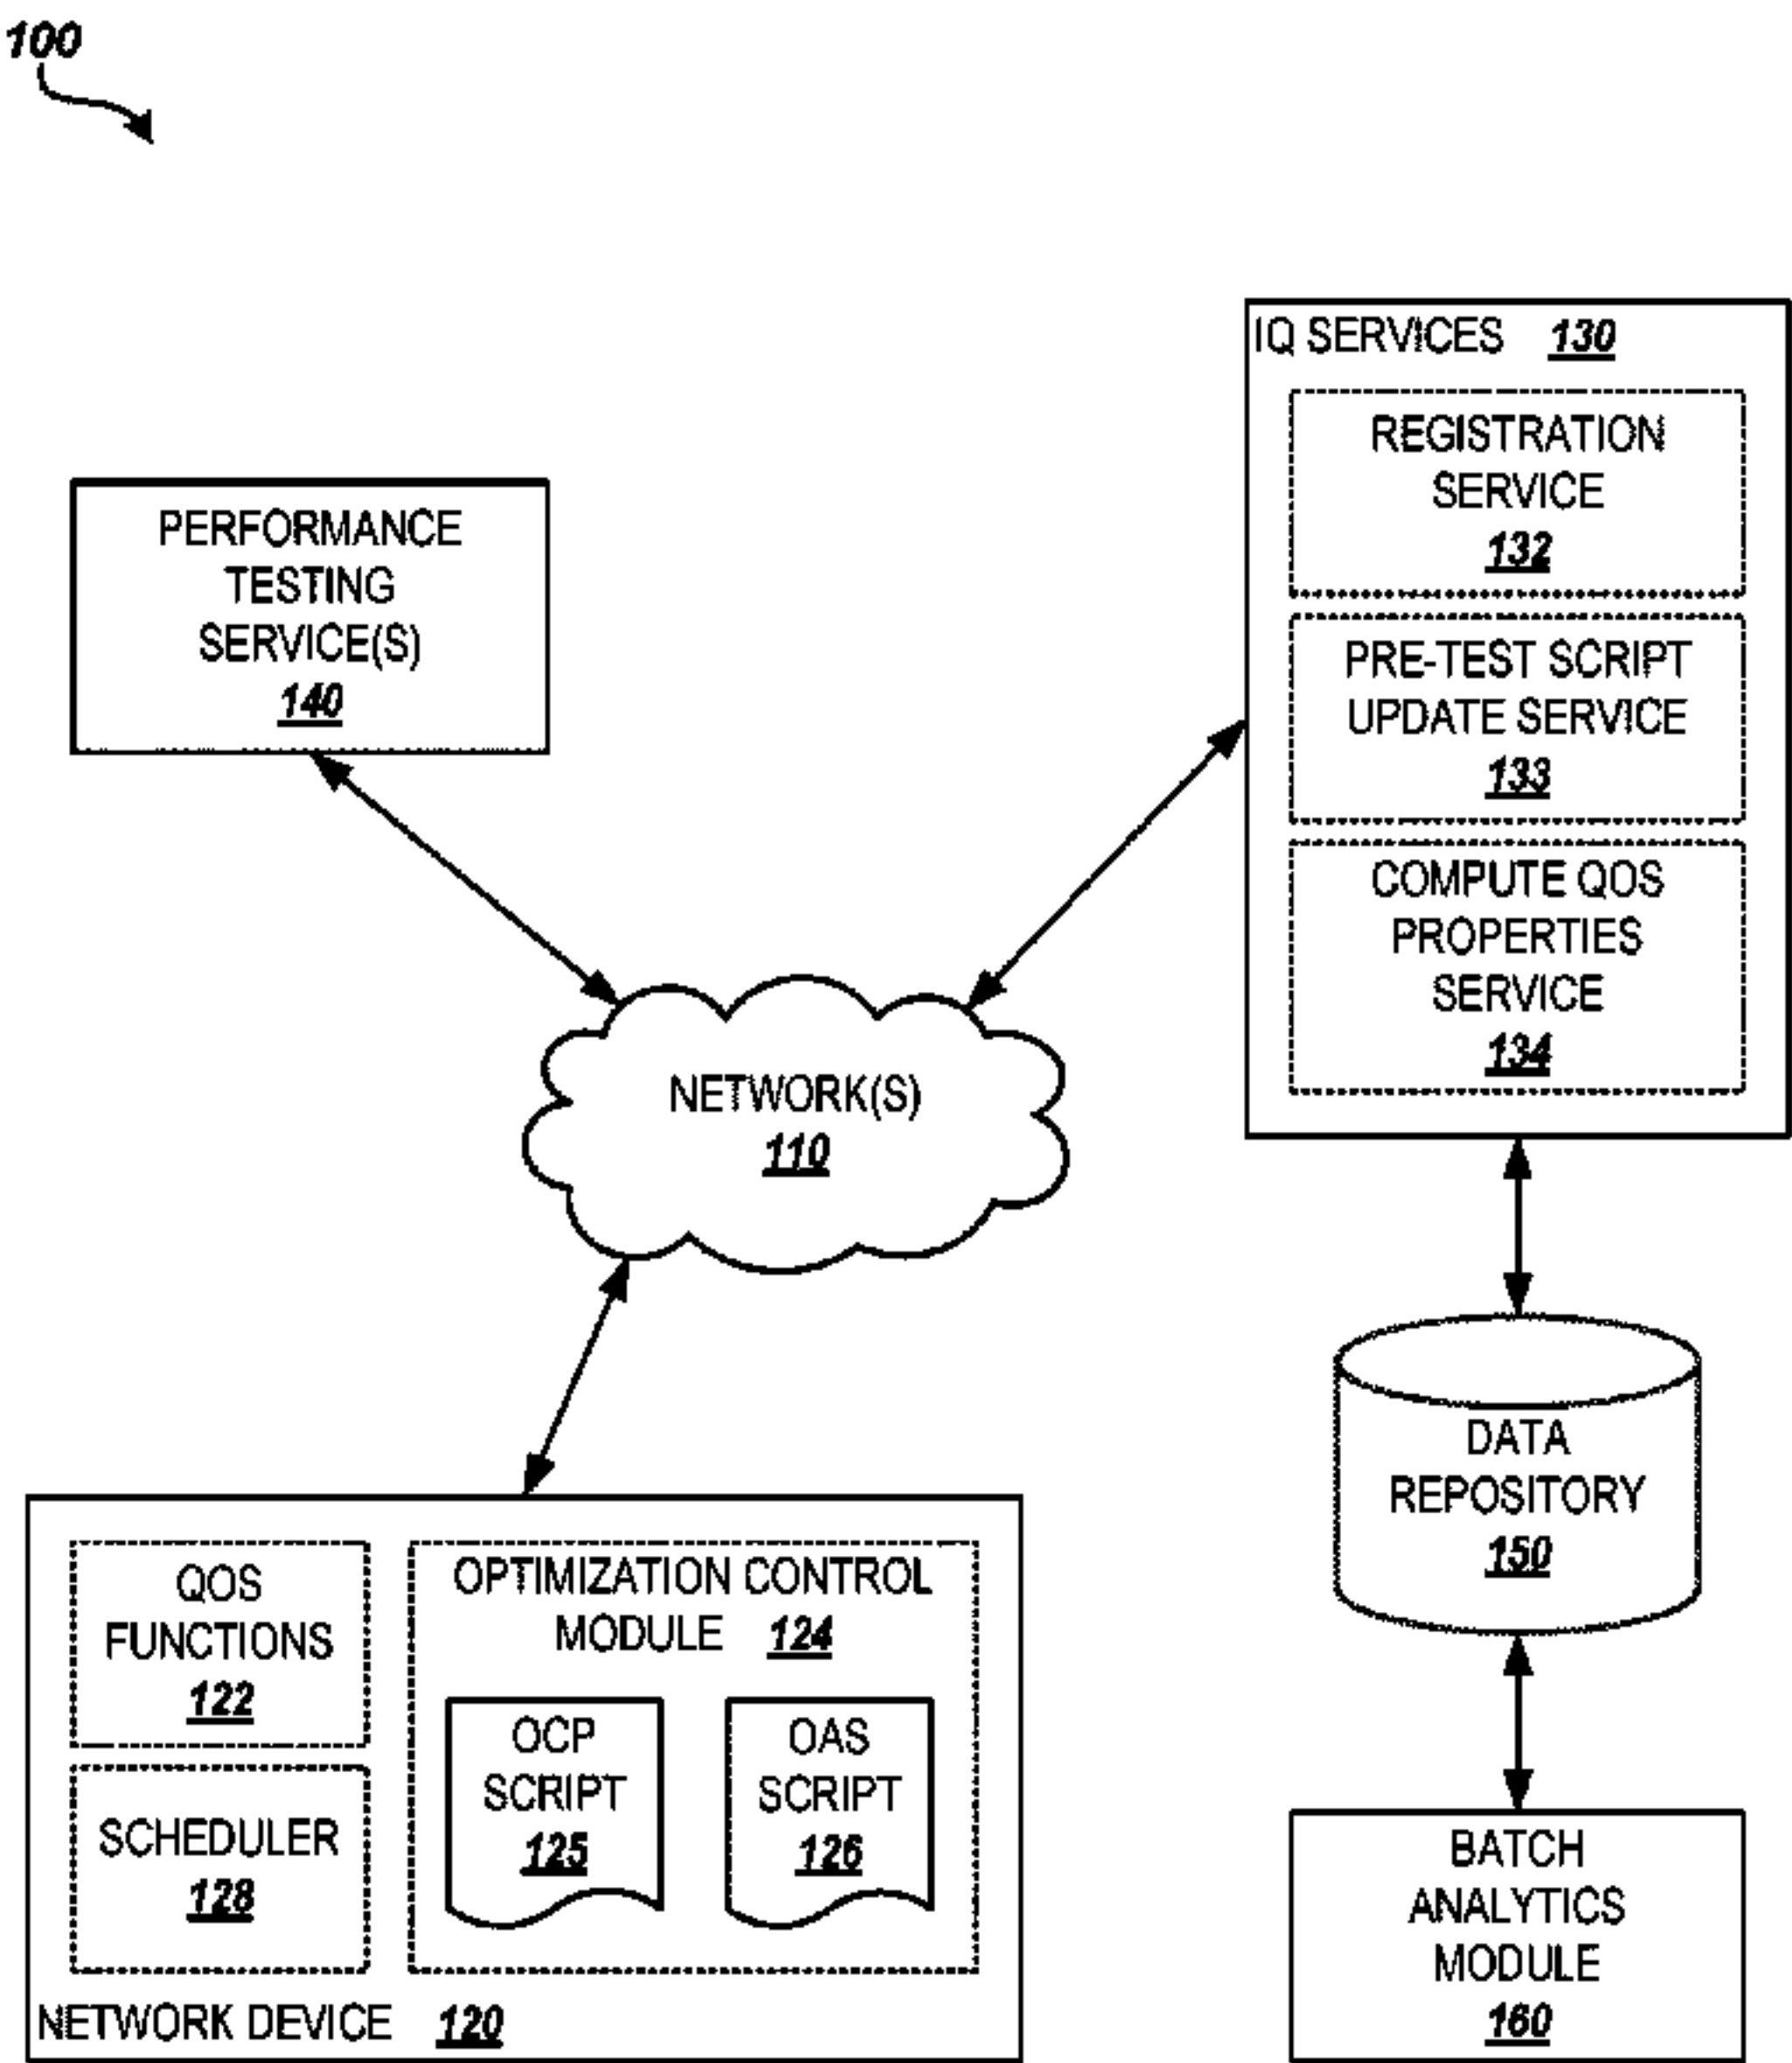 100
IQ SERVICES 130
REGISTRATION
SERVICE
132
PRE-TEST SCRIPT
UPDATE SERVICE
133
COMPUTE QOS
PROPERTIES
SERVICE
134
PERFORMANCE
TESTING
SERVICE(S)
140
NETWORK(S)
110
DATA
REPOSITORY
150
QOS
FUNCTIONS
122
SCHEDULER
128
OPTIMIZATION CONTROL
MODULE 124
OCP
SCRIPT
125
OAS
SCRIPT
126
NETWORK DEVICE 120
BATCH
ANALYTICS
MODULE
160